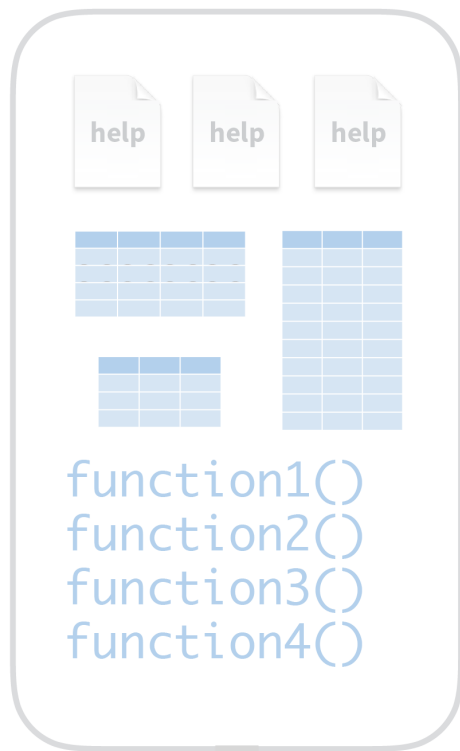 help help help
function1()
function2()
function3()
function4()